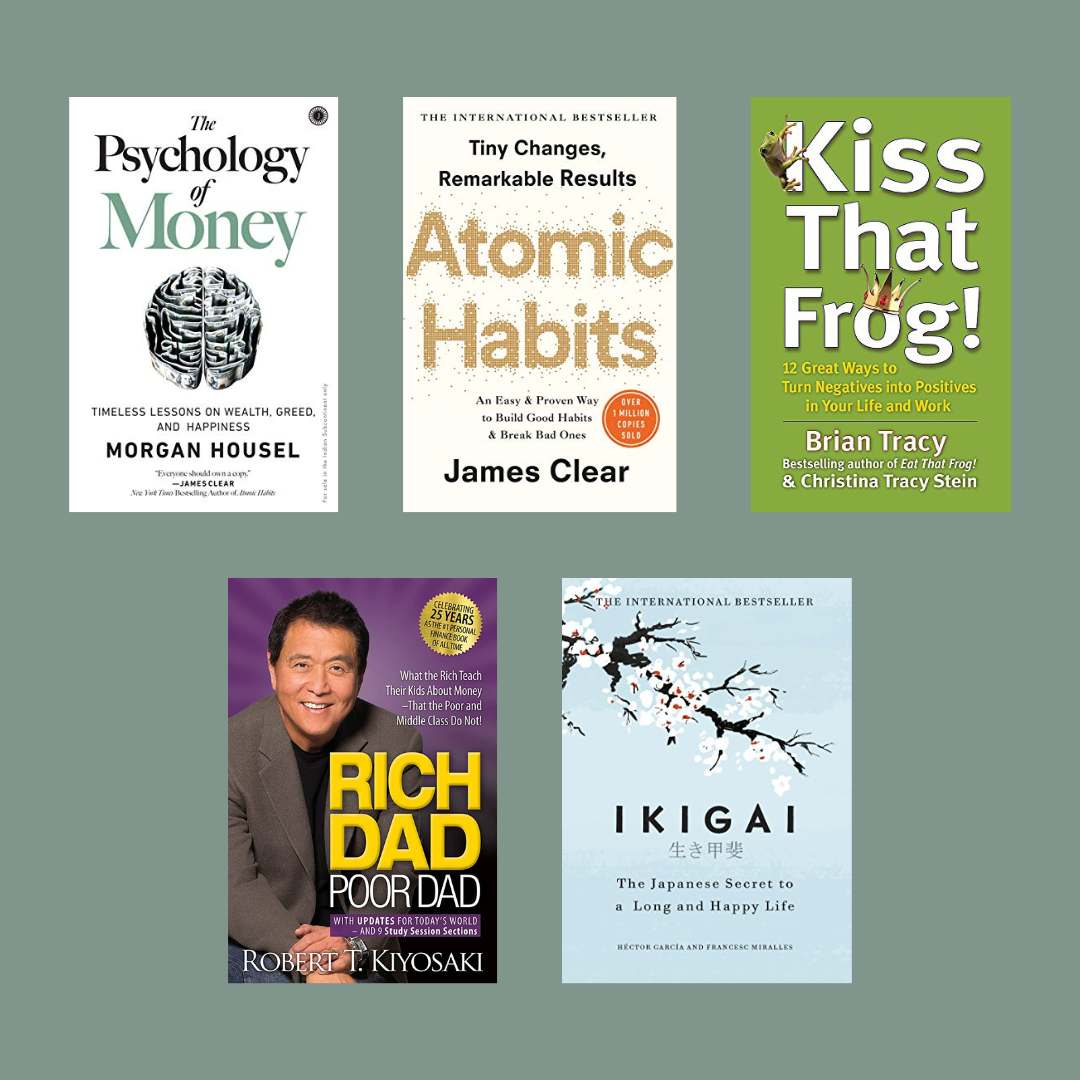 The
Psychology
of
Money
TIMELESS LESSONS ON WEALTH, GREED,
AND HAPPINESS
MORGAN HOUSEL
"Everyone should own a copy."
—JAMES CLEAR
New York Times Bestselling Author of Atomic Habits
For sale in the Indian Subcontinent only
THE INTERNATIONAL BESTSELLER
Tiny Changes,
Remarkable Results
Atomic
Habits
An Easy & Proven Way
to Build Good Habits
& Break Bad Ones
OVER
1 MILLION
COPIES
SOLD
James Clear
Kiss
That
Frog!
12 Great Ways to
Turn Negatives into Positives
in Your Life and Work
Brian Tracy
Bestselling author of Eat That Frog!
& Christina Tracy Stein
CELEBRATING
25 YEARS
AS THE #1 PERSONAL
FINANCE BOOK
OF ALL TIME
What the Rich Teach
Their Kids About Money
–That the Poor and
Middle Class Do Not!
RICH
DAD
POOR DAD
WITH UPDATES FOR TODAY'S WORLD
– AND 9 Study Session Sections
ROBERT T. KIYOSAKI
THE INTERNATIONAL BESTSELLER
IKIGAI
生き甲斐
The Japanese Secret to
a Long and Happy Life
HÉCTOR GARCÍA AND FRANCESC MIRALLES